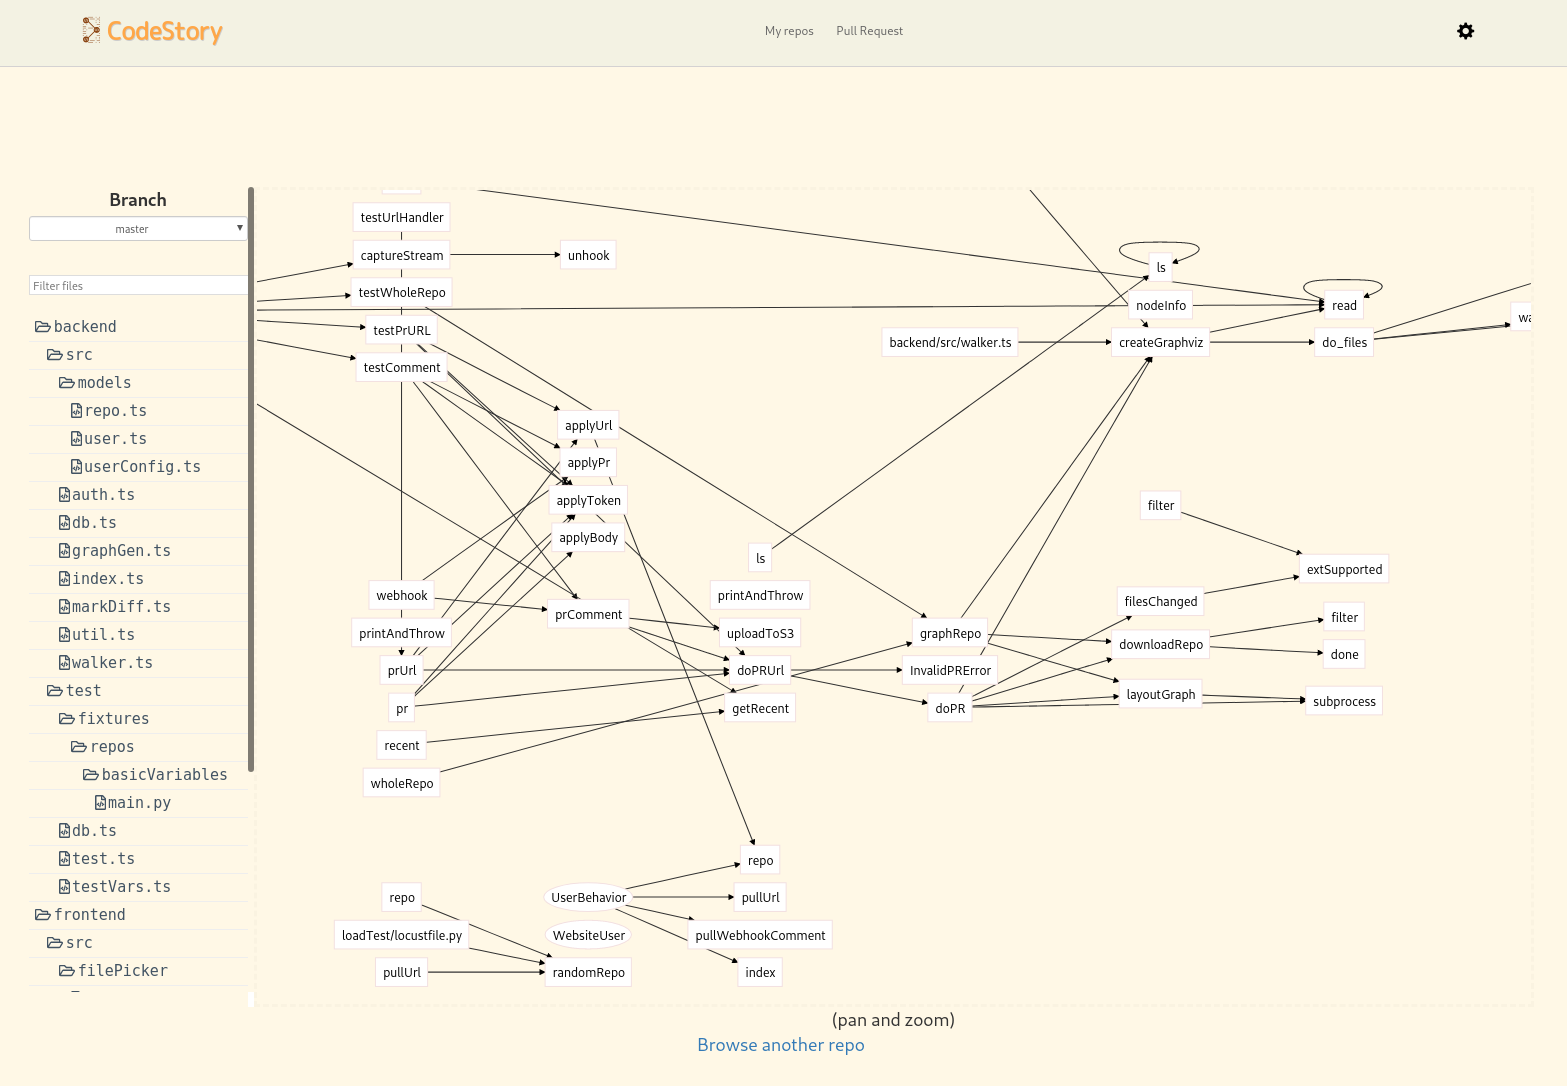 CodeStory
My repos
Pull Request
Branch
master
Filter files
backend
src
models
repo.ts
user.ts
userConfig.ts
auth.ts
db.ts
graphGen.ts
index.ts
markDiff.ts
util.ts
walker.ts
test
fixtures
repos
basicVariables
main.py
db.ts
test.ts
testVars.ts
frontend
src
filePicker
testUrlHandler
captureStream
unhook
testWholeRepo
testPrURL
testComment
ls
nodeInfo
read
wa
backend/src/walker.ts
createGraphviz
do_files
applyUrl
applyPr
applyToken
applyBody
filter
ls
extSupported
webhook
printAndThrow
filesChanged
prComment
filter
printAndThrow
uploadToS3
graphRepo
downloadRepo
done
prUrl
doPRUrl
InvalidPRError
layoutGraph
subprocess
pr
getRecent
doPR
recent
wholeRepo
repo
repo
UserBehavior
pullUrl
loadTest/locustfile.py
WebsiteUser
pullWebhookComment
pullUrl
randomRepo
index
(pan and zoom)
Browse another repo